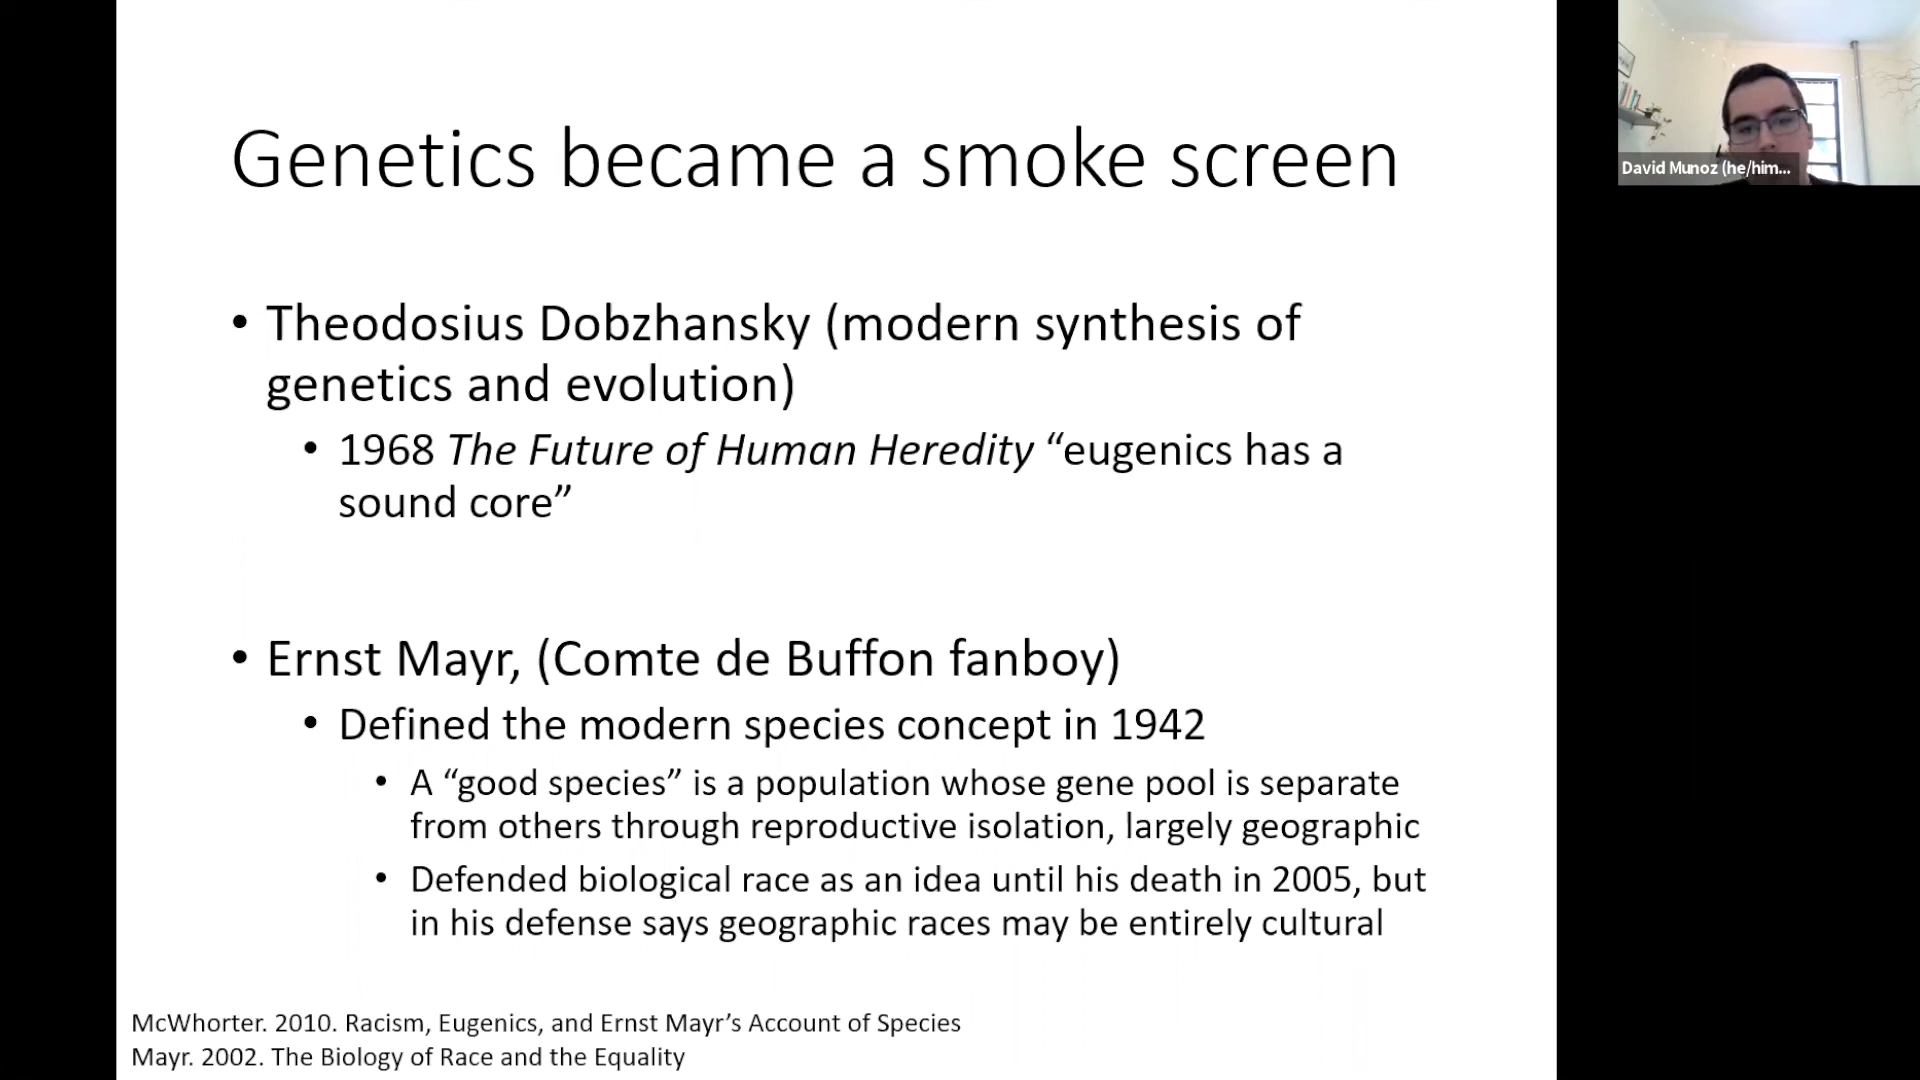 Genetics became a smoke screen
• Theodosius Dobzhansky (modern synthesis of
genetics and evolution)
• 1968 The Future of Human Heredity “eugenics has a
sound core”
• Ernst Mayr, (Comte de Buffon fanboy)
• Defined the modern species concept in 1942
• A “good species” is a population whose gene pool is separate
from others through reproductive isolation, largely geographic
• Defended biological race as an idea until his death in 2005, but
in his defense says geographic races may be entirely cultural
McWhorter. 2010. Racism, Eugenics, and Ernst Mayr’s Account of Species
Mayr. 2002. The Biology of Race and the Equality
David Munoz (he/him...